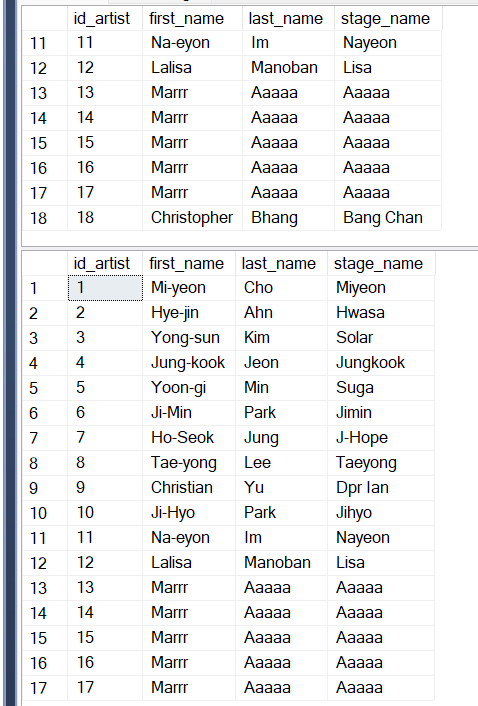 id_artist first_name last_name stage_name
11 11 Na-eyon Im Nayeon
12 12 Lalisa Manoban Lisa
13 13 Marrr Aaaaa Aaaaa
14 14 Marrr Aaaaa Aaaaa
15 15 Marrr Aaaaa Aaaaa
16 16 Marrr Aaaaa Aaaaa
17 17 Marrr Aaaaa Aaaaa
18 18 Christopher Bhang Bang Chan
id_artist first_name last_name stage_name
1 1 Mi-yeon Cho Miyeon
2 2 Hye-jin Ahn Hwasa
3 3 Yong-sun Kim Solar
4 4 Jung-kook Jeon Jungkook
5 5 Yoon-gi Min Suga
6 6 Ji-Min Park Jimin
7 7 Ho-Seok Jung J-Hope
8 8 Tae-yong Lee Taeyong
9 9 Christian Yu Dpr Ian
10 10 Ji-Hyo Park Jihyo
11 11 Na-eyon Im Nayeon
12 12 Lalisa Manoban Lisa
13 13 Marrr Aaaaa Aaaaa
14 14 Marrr Aaaaa Aaaaa
15 15 Marrr Aaaaa Aaaaa
16 16 Marrr Aaaaa Aaaaa
17 17 Marrr Aaaaa Aaaaa